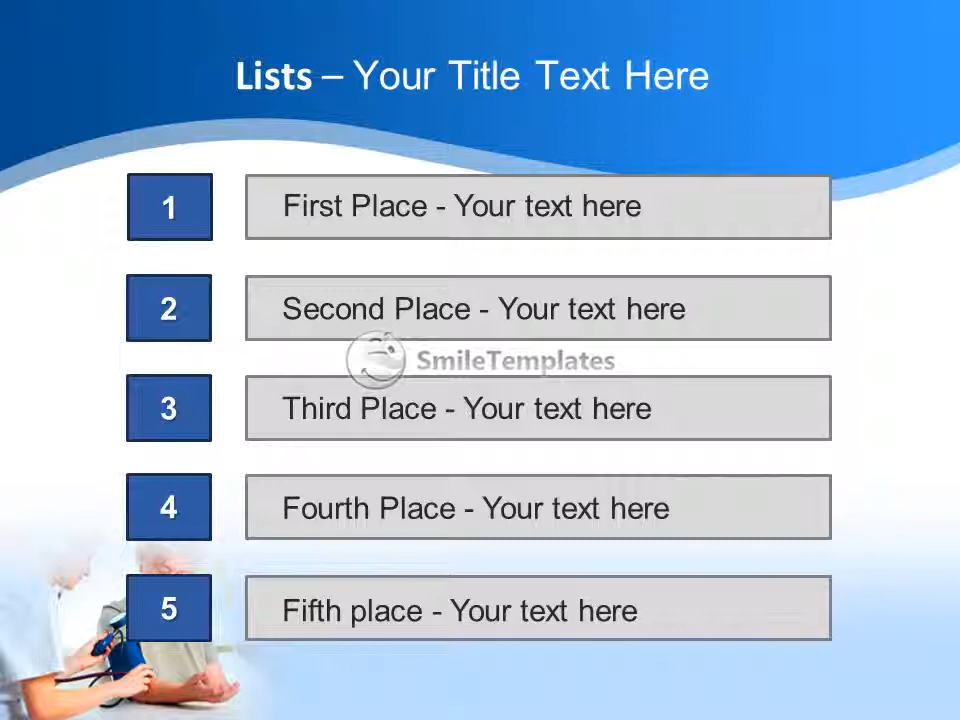 Lists – Your Title Text Here
1 First Place - Your text here
2 Second Place - Your text here
SmileTemplates
3 Third Place - Your text here
4 Fourth Place - Your text here
5 Fifth place - Your text here